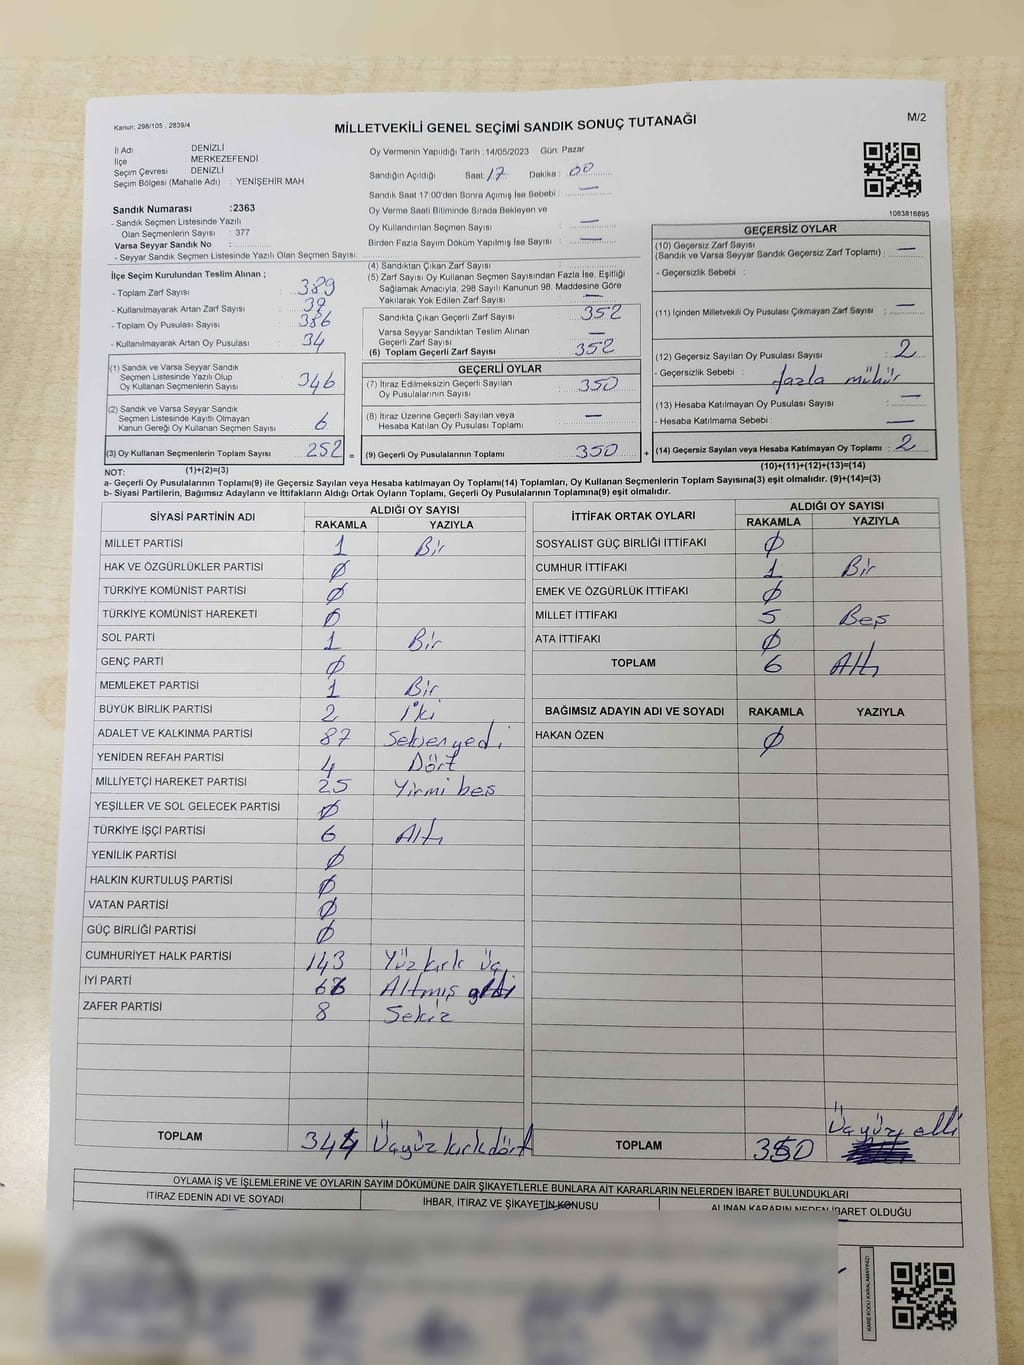 Kanun: 298/105 , 2839/4
MİLLETVEKİLİ GENEL SEÇİMİ SANDIK SONUÇ TUTANAĞI
M/2
İl Adı : DENİZLİ
İlçe MERKEZEFENDİ
Seçim Çevresi : DENİZLİ
Seçim Bölgesi (Mahalle Adı) : YENİŞEHİR MAH
Oy Vermenin Yapıldığı Tarih :14/05/2023 Gün: Pazar
Sandığın Açıldığı Saat: 17 Dakika : 00
Sandık Saat 17:00'den Sonra Açımış İse Sebebi : —
Oy Verme Saati Bitiminde Sırada Bekleyen ve
Oy Kullandırılan Seçmen Sayısı : —
Birden Fazla Sayım Döküm Yapılmış İse Sayısı : —
1083816895
Sandık Numarası :2363
- Sandık Seçmen Listesinde Yazılı
Olan Seçmenlerin Sayısı : 377
Varsa Seyyar Sandık No :
- Seyyar Sandık Seçmen Listesinde Yazılı Olan Seçmen Sayısı:
İlçe Seçim Kurulundan Teslim Alınan ;
- Toplam Zarf Sayısı : 389
- Kullanılmayarak Artan Zarf Sayısı : 39
- Toplam Oy Pusulası Sayısı : 386
- Kullanılmayarak Artan Oy Pusulası : 34
(1) Sandık ve Varsa Seyyar Sandık
Seçmen Listesinde Yazılı Olup
Oy Kullanan Seçmenlerin Sayısı : 346
(2) Sandık ve Varsa Seyyar Sandık
Seçmen Listesinde Kayıtlı Olmayan
Kanun Gereği Oy Kullanan Seçmen Sayısı : 6
(3) Oy Kullanan Seçmenlerin Toplam Sayısı : 252 =
(4) Sandıktan Çıkan Zarf Sayısı :
(5) Zarf Sayısı Oy Kullanan Seçmen Sayısından Fazla İse, Eşitliği
Sağlamak Amacıyla, 298 Sayılı Kanunun 98. Maddesine Göre
Yakılarak Yok Edilen Zarf Sayısı : —
Sandıkta Çıkan Geçerli Zarf Sayısı : 352
Varsa Seyyar Sandıktan Teslim Alınan
Geçerli Zarf Sayısı : —
(6) Toplam Geçerli Zarf Sayısı : 352
GEÇERLİ OYLAR
(7) İtiraz Edilmeksizin Geçerli Sayılan
Oy Pusulalarının Sayısı : 350
(8) İtiraz Üzerine Geçerli Sayılan veya
Hesaba Katılan Oy Pusulası Toplamı : —
(9) Geçerli Oy Pusulalarının Toplamı : 350 +
GEÇERSİZ OYLAR
(10) Geçersiz Zarf Sayısı
(Sandık ve Varsa Seyyar Sandık Geçersiz Zarf Toplamı) : —
- Geçersizlik Sebebi :
(11) İçinden Milletvekili Oy Pusulası Çıkmayan Zarf Sayısı : —
(12) Geçersiz Sayılan Oy Pusulası Sayısı : 2
- Geçersizlik Sebebi : fazla mühür
(13) Hesaba Katılmayan Oy Pusulası Sayısı : —
- Hesaba Katılmama Sebebi : —
(14) Geçersiz Sayılan veya Hesaba Katılmayan Oy Toplamı : 2
NOT: (1)+(2)=(3)
(10)+(11)+(12)+(13)=(14)
a- Geçerli Oy Pusulalarının Toplamı(9) ile Geçersiz Sayılan veya Hesaba Katılmayan Oy Toplamı(14) Toplamları, Oy Kullanan Seçmenlerin Toplam Sayısına(3) eşit olmalıdır. (9)+(14)=(3)
b- Siyasi Partilerin, Bağımsız Adayların ve İttifakların Aldığı Ortak Oyların Toplamı, Geçerli Oy Pusulalarının Toplamına(9) eşit olmalıdır.
SİYASİ PARTİNİN ADI ALDIĞI OY SAYISI
RAKAMLA YAZIYLA
MİLLET PARTİSİ 1 Bir
HAK VE ÖZGÜRLÜKLER PARTİSİ Ø
TÜRKİYE KOMÜNİST PARTİSİ Ø
TÜRKİYE KOMÜNİST HAREKETİ Ø
SOL PARTİ 1 Bir
GENÇ PARTİ Ø
MEMLEKET PARTİSİ 1 Bir
BÜYÜK BİRLİK PARTİSİ 2 İki
ADALET VE KALKINMA PARTİSİ 87 Seksenyedi
YENİDEN REFAH PARTİSİ 4 Dört
MİLLİYETÇİ HAREKET PARTİSİ 25 Yirmi beş
YEŞİLLER VE SOL GELECEK PARTİSİ Ø
TÜRKİYE İŞÇİ PARTİSİ 6 Altı
YENİLİK PARTİSİ Ø
HALKIN KURTULUŞ PARTİSİ Ø
VATAN PARTİSİ Ø
GÜÇ BİRLİĞİ PARTİSİ Ø
CUMHURİYET HALK PARTİSİ 143 Yüz kırk üç
İYİ PARTİ 66 Altmış altı
ZAFER PARTİSİ 8 Sekiz
TOPLAM 344 Üçyüz kırk dört
İTTİFAK ORTAK OYLARI ALDIĞI OY SAYISI
RAKAMLA YAZIYLA
SOSYALIST GÜÇ BİRLİĞİ İTTİFAKI Ø
CUMHUR İTTİFAKI 1 Bir
EMEK VE ÖZGÜRLÜK İTTİFAKI Ø
MİLLET İTTİFAKI 5 Beş
ATA İTTİFAKI Ø
TOPLAM 6 Altı
BAĞIMSIZ ADAYIN ADI VE SOYADI RAKAMLA YAZIYLA
HAKAN ÖZEN Ø
TOPLAM 350 Üçyüz elli
OYLAMA İŞ VE İŞLEMLERİNE VE OYLARIN SAYIM DÖKÜMÜNE DAİR ŞİKAYETLERLE BUNLARA AİT KARARLARIN NELERDEN İBARET BULUNDUKLARI
İTİRAZ EDENİN ADI VE SOYADI İHBAR, İTİRAZ VE ŞİKAYETİN KONUSU ALINAN KARARIN NEDEN İBARET OLDUĞU
KARE KODU KARALAMAYINIZ!